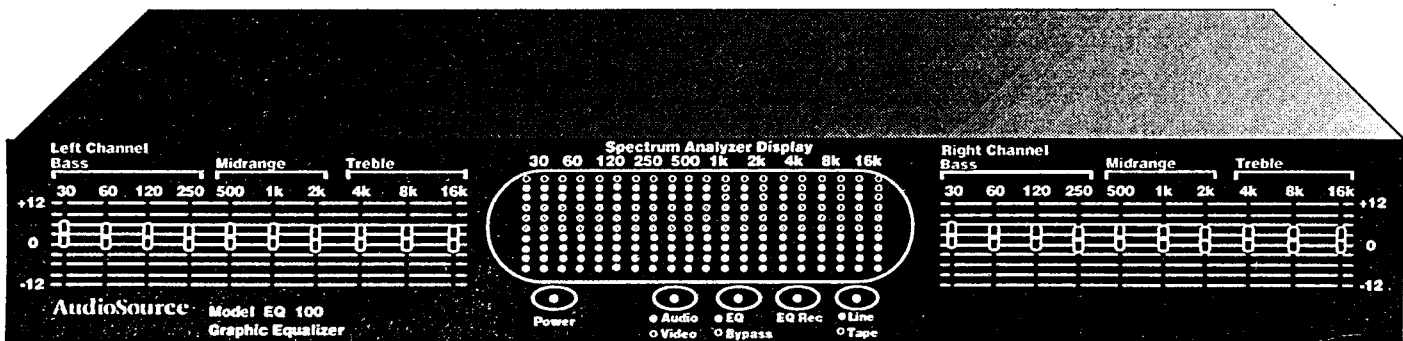 Left Channel
Bass Midrange Treble
30 60 120 250 500 1k 2k 4k 8k 16k
+12
0
-12
AudioSource Model EQ 100
Graphic Equalizer
Spectrum Analyzer Display
30 60 120 250 500 1k 2k 4k 8k 16k
Power
Audio
Video
EQ
Bypass
EQ Rec
Line
Tape
Right Channel
Bass Midrange Treble
30 60 120 250 500 1k 2k 4k 8k 16k
+12
0
-12